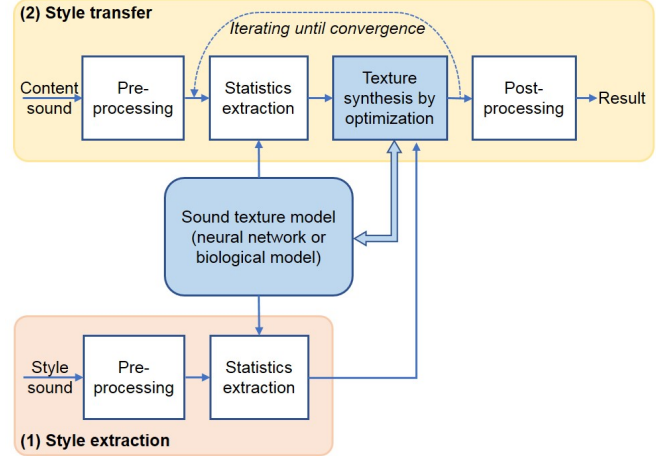 (2) Style transfer
Iterating until convergence
Content
sound
Pre-
processing
Statistics
extraction
Texture
synthesis by
optimization
Post-
processing
Result
Sound texture model
(neural network or
biological model)
Style
sound
Pre-
processing
Statistics
extraction
(1) Style extraction